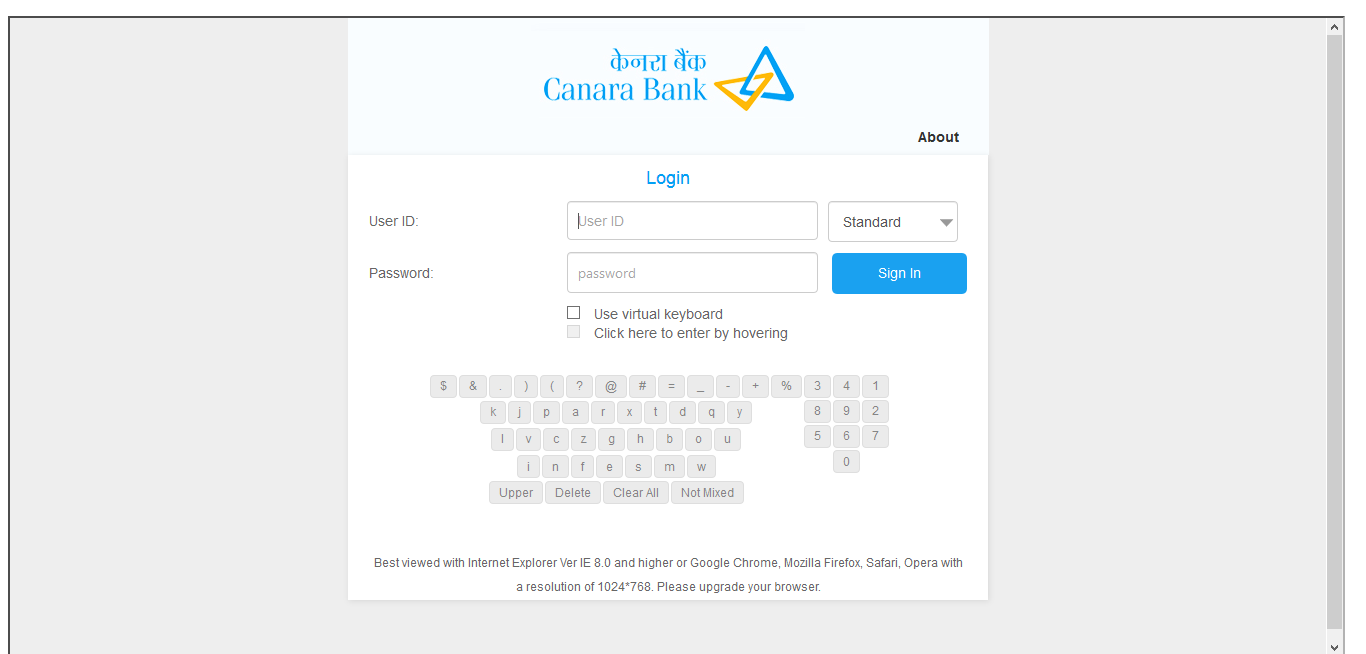 केनरा बैंक
Canara Bank
About
Login
User ID: User ID Standard
Password: password Sign In
Use virtual keyboard
Click here to enter by hovering
$ & . ) ( ? @ # = _ - + % 3 4 1
k j p a r x t d q y 8 9 2
l v c z g h b o u 5 6 7
i n f e s m w 0
Upper Delete Clear All Not Mixed
Best viewed with Internet Explorer Ver IE 8.0 and higher or Google Chrome, Mozilla Firefox, Safari, Opera with
a resolution of 1024*768. Please upgrade your browser.